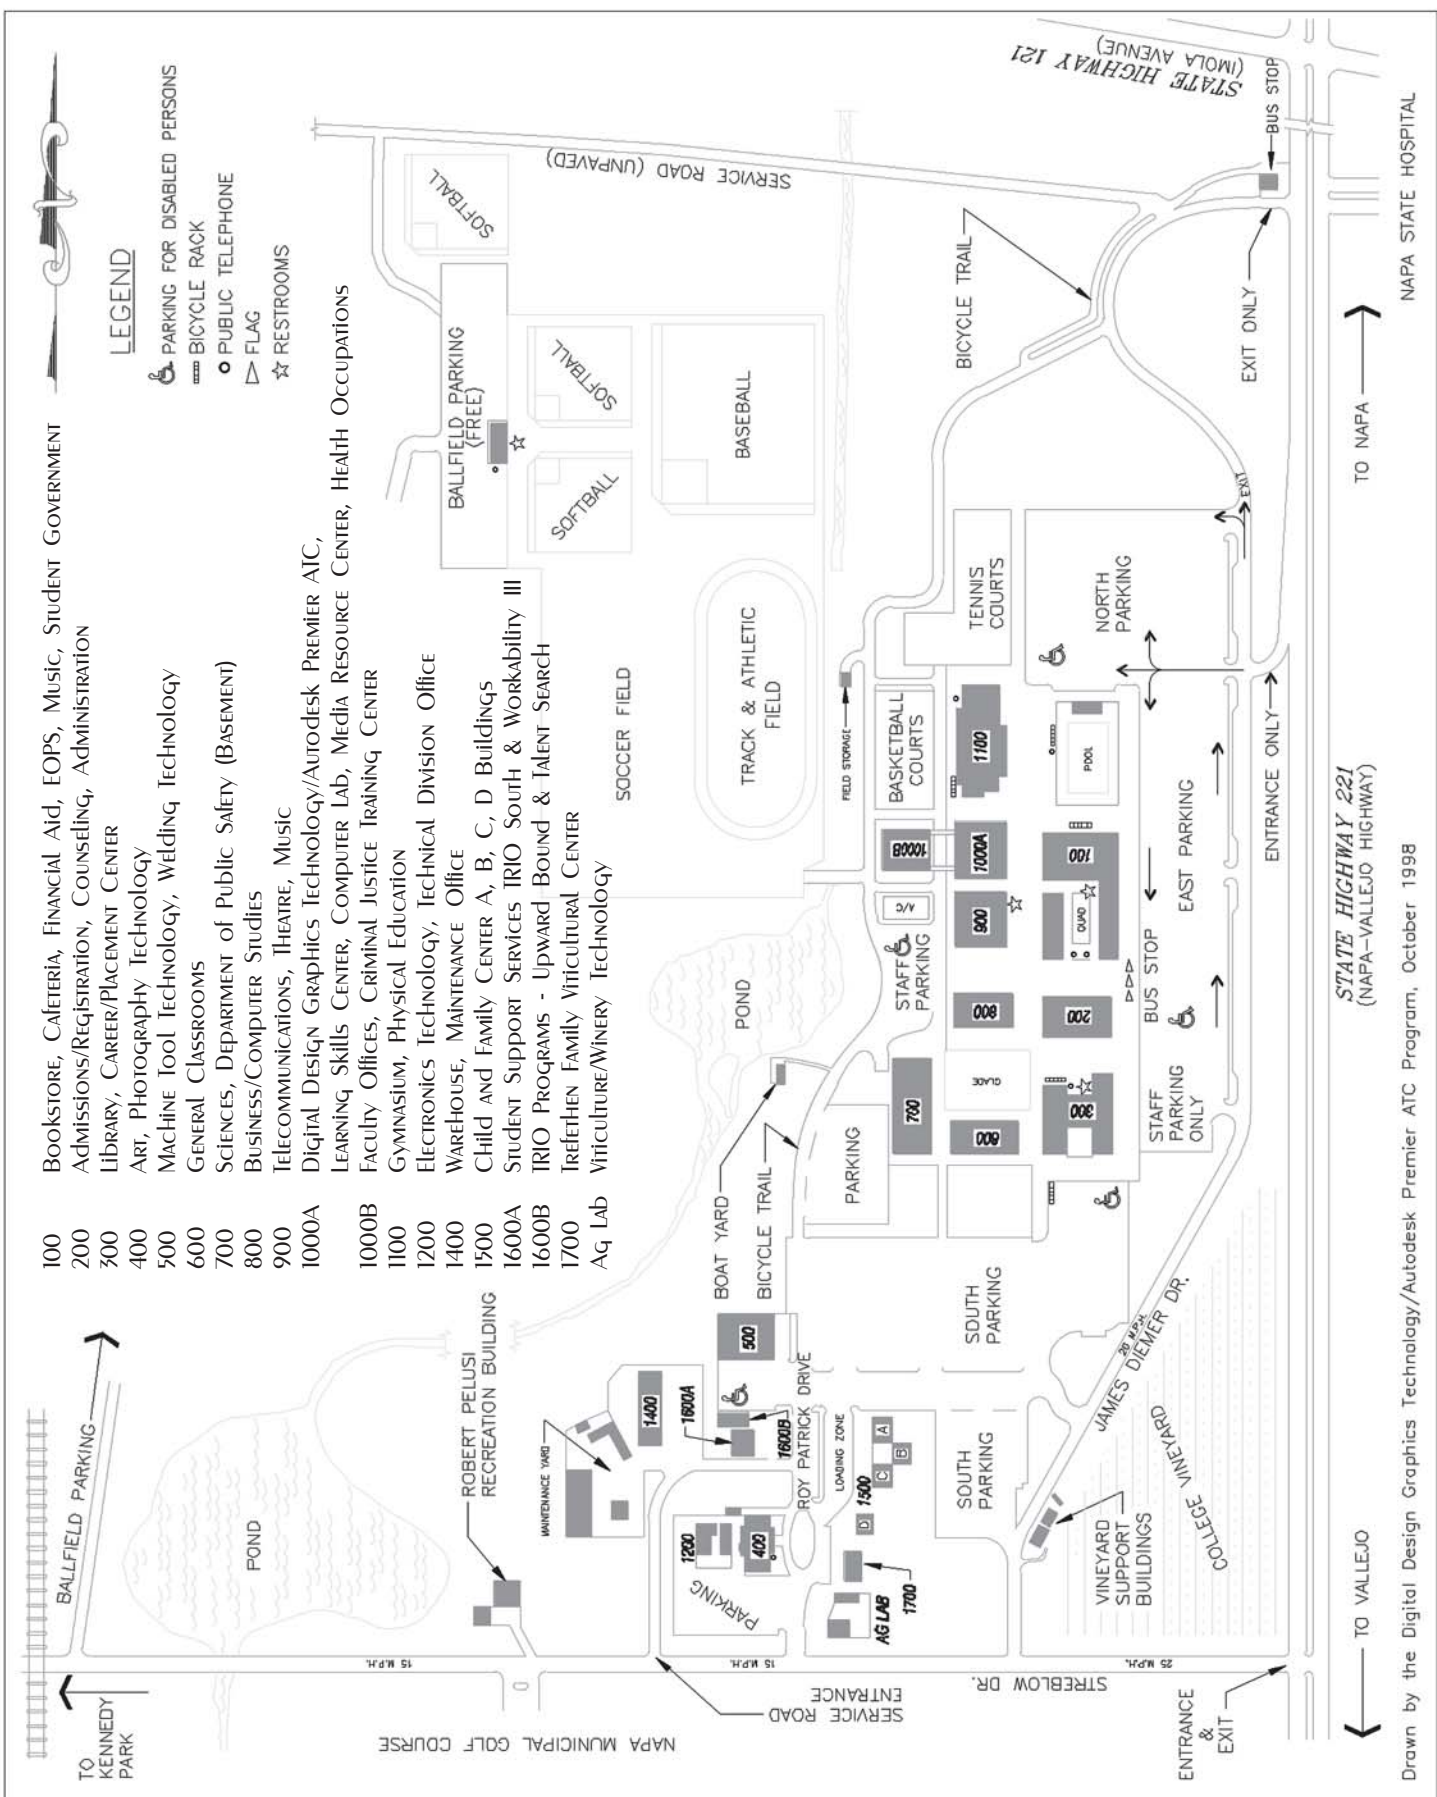 100 Bookstore, Cafeteria, Financial Aid, EOPS, Music, Student Government
200 Admissions/Registration, Counseling, Administration
300 Library, Career/Placement Center
400 Art, Photography Technology
500 Machine Tool Technology, Welding Technology
600 General Classrooms
700 Sciences, Department of Public Safety (Basement)
800 Business/Computer Studies
900 Telecommunications, Theatre, Music
1000A Digital Design Graphics Technology/Autodesk Premier ATC,
Learning Skills Center, Computer Lab, Media Resource Center, Health Occupations
1000B Faculty Offices, Criminal Justice Training Center
1100 Gymnasium, Physical Education
1200 Electronics Technology, Technical Division Office
1400 Warehouse, Maintenance Office
1500 Child and Family Center A, B, C, D Buildings
1600A Student Support Services TRIO South & Workability III
1600B TRIO Programs - Upward Bound & Talent Search
1700 Trefethen Family Viticultural Center
Ag Lab Viticulture/Winery Technology
LEGEND
PARKING FOR DISABLED PERSONS
BICYCLE RACK
PUBLIC TELEPHONE
FLAG
RESTROOMS
TO
KENNEDY
PARK
BALLFIELD PARKING
POND
ROBERT PELUSI
RECREATION BUILDING
15 M.P.H.
NAPA MUNICIPAL GOLF COURSE
MAINTENANCE YARD
1400
1600A
1600B
500
BOAT YARD
BICYCLE TRAIL
POND
SOCCER FIELD
TRACK & ATHLETIC
FIELD
BALLFIELD PARKING
(FREE)
SOFTBALL
SOFTBALL
SOFTBALL
BASEBALL
SERVICE ROAD (UNPAVED)
STATE HIGHWAY 121
(IMOLA AVENUE)
BUS STOP
BICYCLE TRAIL
EXIT ONLY
SERVICE ROAD
ENTRANCE
15 M.P.H.
PARKING
1200
400
ROY PATRICK DRIVE
LOADING ZONE
AG LAB
1700
D
1500
C
B
A
PARKING
700
STAFF
PARKING
A/C
1000B
BASKETBALL
COURTS
FIELD STORAGE
TENNIS
COURTS
600
GLADE
800
900
1000A
1100
SOUTH
PARKING
SOUTH
PARKING
300
200
QUAD
100
POOL
NORTH
PARKING
EXIT
STAFF
PARKING
ONLY
BUS STOP
EAST PARKING
ENTRANCE ONLY
STREBLOW DR.
25 M.P.H.
VINEYARD
SUPPORT
BUILDINGS
COLLEGE VINEYARD
JAMES DIEMER DR.
20 M.P.H.
ENTRANCE
&
EXIT
TO VALLEJO
STATE HIGHWAY 221
(NAPA-VALLEJO HIGHWAY)
TO NAPA
NAPA STATE HOSPITAL
Drawn by the Digital Design Graphics Technology/Autodesk Premier ATC Program, October 1998